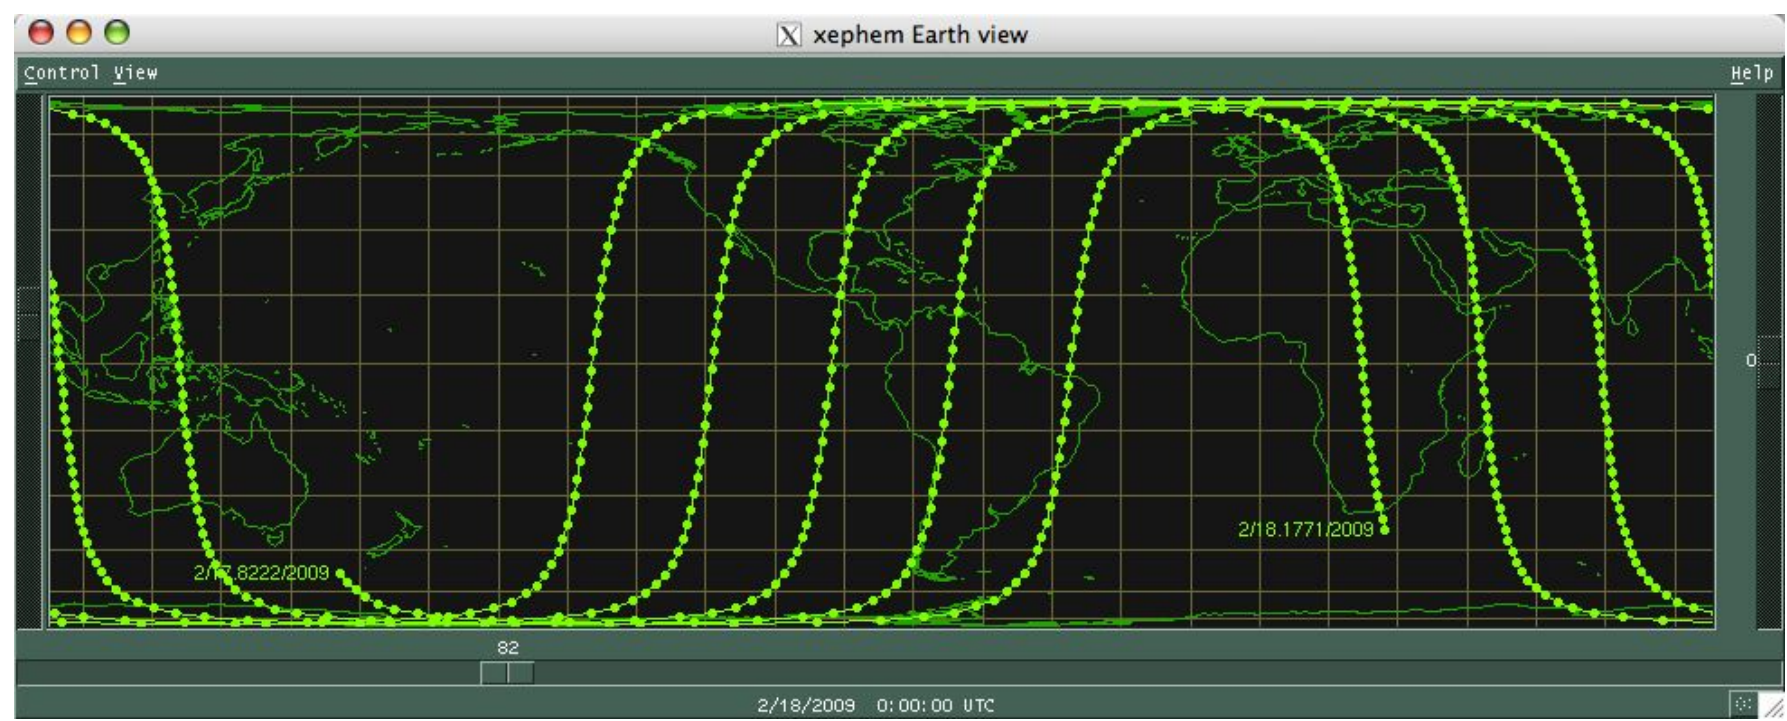 xephem Earth view
Control View Help
2/18.1771/2009
2/17.8222/2009
0
82
2/18/2009 0:00:00 UTC